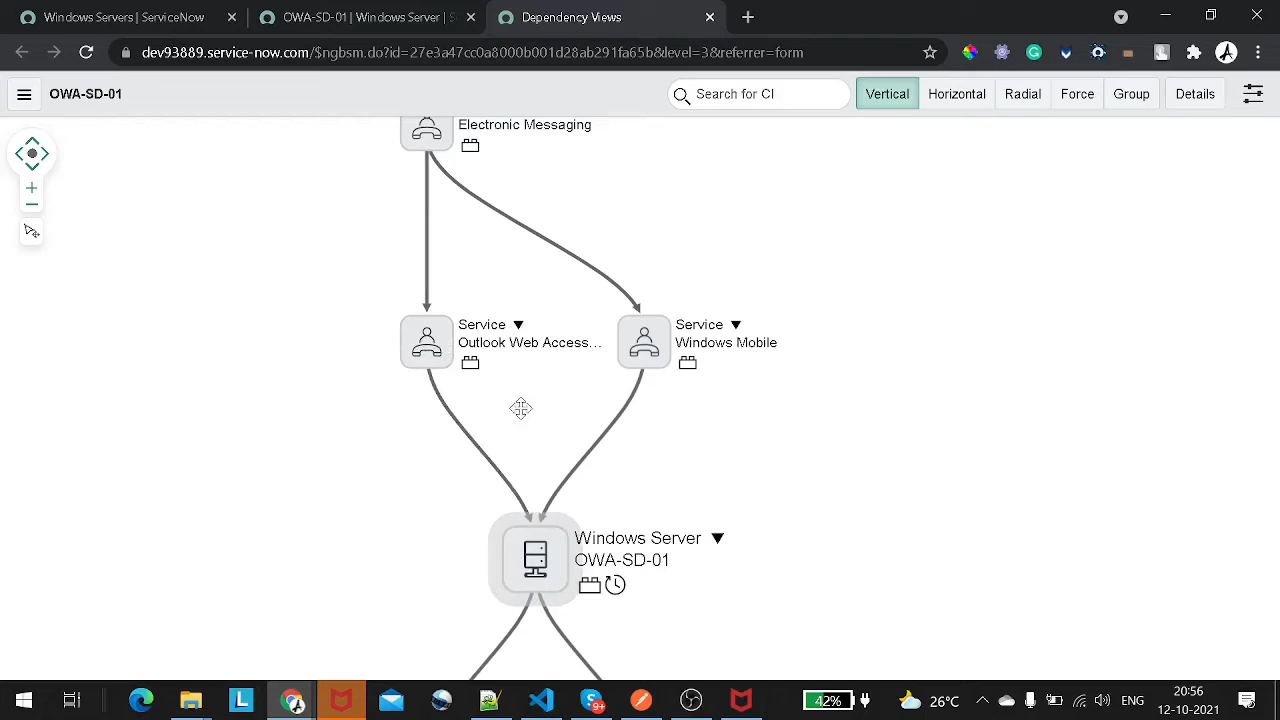 Windows Servers | ServiceNow
OWA-SD-01 | Windows Server | S
Dependency Views
dev93889.service-now.com/$ngbsm.do?id=27e3a47cc0a8000b001d28ab291fa65b&level=3&referrer=form
OWA-SD-01
Search for CI
Vertical
Horizontal
Radial
Force
Group
Details
Electronic Messaging
Service
Outlook Web Access...
Service
Windows Mobile
Windows Server
OWA-SD-01
L
9+
42%
26°C
ENG
20:56
12-10-2021